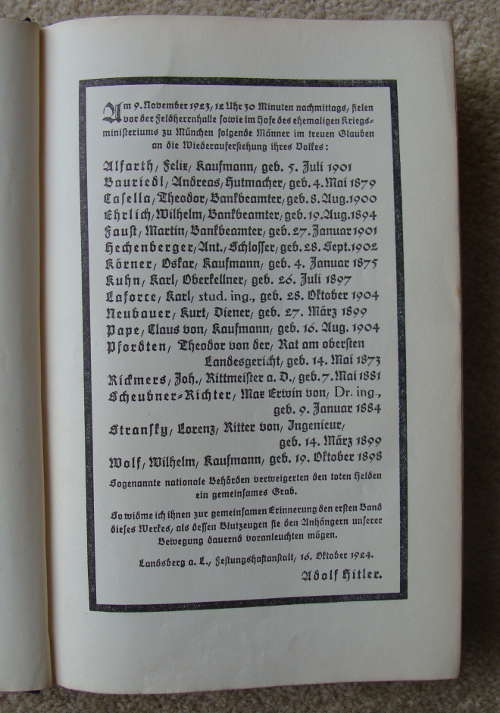 Am 9. November 1923, 12 Uhr 30 Minuten nachmittags, fielen
vor der Feldherrnhalle sowie im Hofe des ehemaligen Kriegs-
ministeriums zu München folgende Männer im treuen Glauben
an die Wiederauferstehung ihres Volkes:
Alfarth, Felix, Kaufmann, geb. 5. Juli 1901
Bauriedl, Andreas, Hutmacher, geb. 4. Mai 1879
Casella, Theodor, Bankbeamter, geb. 8. Aug. 1900
Ehrlich, Wilhelm, Bankbeamter, geb. 19. Aug. 1894
Faust, Martin, Bankbeamter, geb. 27. Januar 1901
Hechenberger, Ant., Schlosser, geb. 28. Sept. 1902
Körner, Oskar, Kaufmann, geb. 4. Januar 1875
Kuhn, Karl, Oberkellner, geb. 26. Juli 1897
Laforce, Karl, stud. ing., geb. 28. Oktober 1904
Neubauer, Kurt, Diener, geb. 27. März 1899
Pape, Claus von, Kaufmann, geb. 16. Aug. 1904
Pfordten, Theodor von der, Rat am obersten
Landesgericht, geb. 14. Mai 1873
Rickmers, Joh., Rittmeister a. D., geb. 7. Mai 1881
Scheubner-Richter, Max Erwin von, Dr. ing.,
geb. 9. Januar 1884
Stransky, Lorenz, Ritter von, Ingenieur,
geb. 14. März 1899
Wolf, Wilhelm, Kaufmann, geb. 19. Oktober 1898
Sogenannte nationale Behörden verweigerten den toten Helden
ein gemeinsames Grab.
So widme ich ihnen zur gemeinsamen Erinnerung den ersten Band
dieses Werkes, als dessen Blutzeugen sie den Anhängern unserer
Bewegung dauernd voranleuchten mögen.
Landsberg a. L., Festungshaftanstalt, 16. Oktober 1924.
Adolf Hitler.